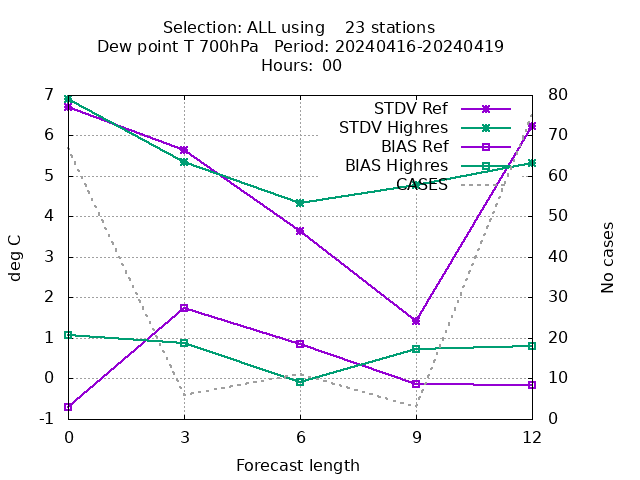 Selection: ALL using    23 stations
Dew point T 700hPa   Period: 20240416-20240419
Hours: 00
STDV Ref
STDV Highres
BIAS Ref
BIAS Highres
CASES
7
6
5
4
3
2
1
0
-1
deg C
80
70
60
50
40
30
20
10
0
No cases
0 3 6 9 12
Forecast length